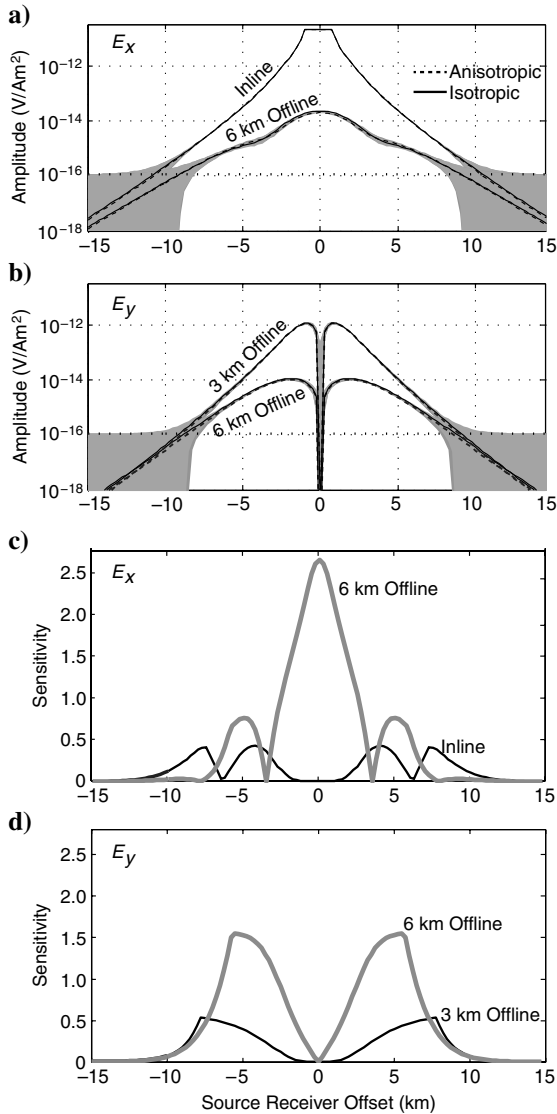 a)
E_x
Inline
6 km Offline
Anisotropic
Isotropic
Amplitude (V/Am²)
10⁻¹²
10⁻¹⁴
10⁻¹⁶
10⁻¹⁸
−15 −10 −5 0 5 10 15
b)
E_y
3 km Offline
6 km Offline
Amplitude (V/Am²)
10⁻¹²
10⁻¹⁴
10⁻¹⁶
10⁻¹⁸
−15 −10 −5 0 5 10 15
c)
E_x
6 km Offline
Inline
Sensitivity
2.5
2.0
1.5
1.0
0.5
0
−15 −10 −5 0 5 10 15
d)
E_y
6 km Offline
3 km Offline
Sensitivity
2.5
2.0
1.5
1.0
0.5
0
−15 −10 −5 0 5 10 15
Source Receiver Offset (km)